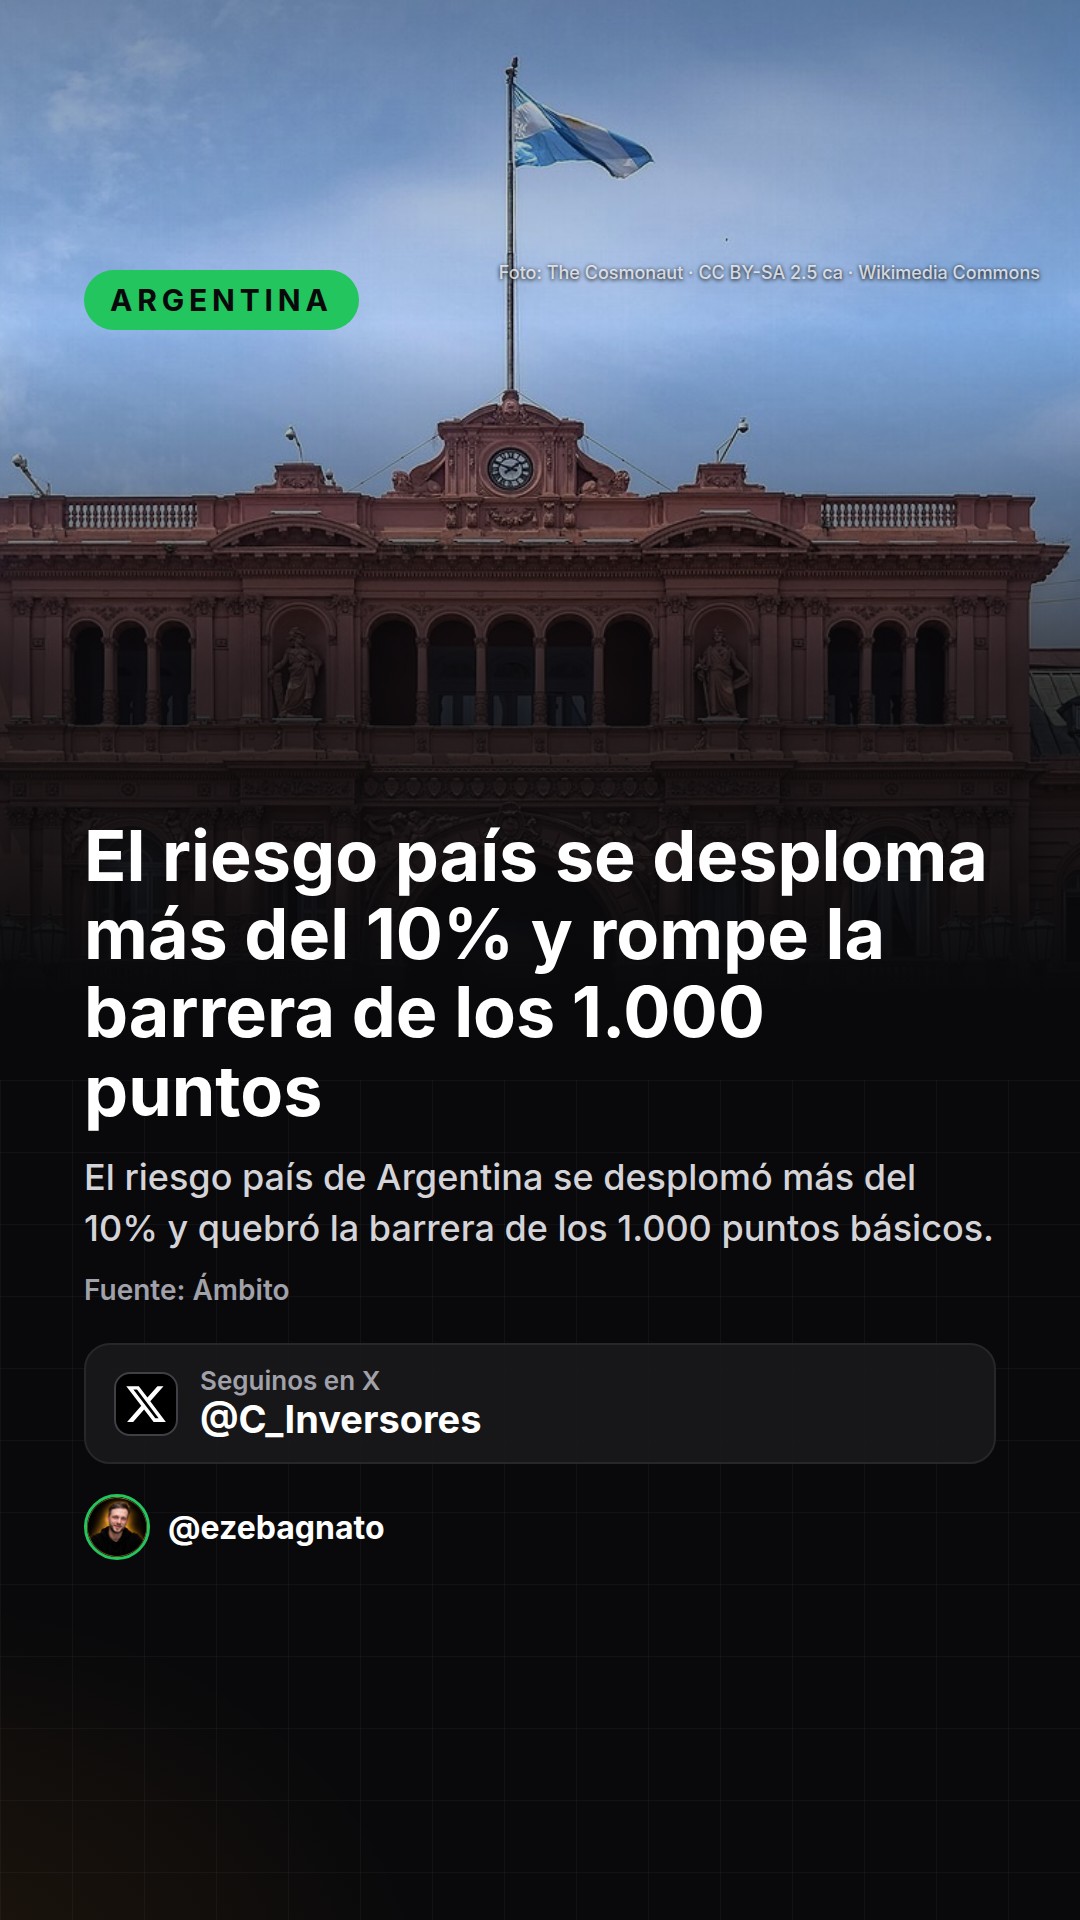 Foto: The Cosmonaut · CC BY-SA 2.5 ca · Wikimedia Commons
ARGENTINA
El riesgo país se desploma
más del 10% y rompe la
barrera de los 1.000
puntos
El riesgo país de Argentina se desplomó más del
10% y quebró la barrera de los 1.000 puntos básicos.
Fuente: Ámbito
Seguinos en X
@C_Inversores
@ezebagnato